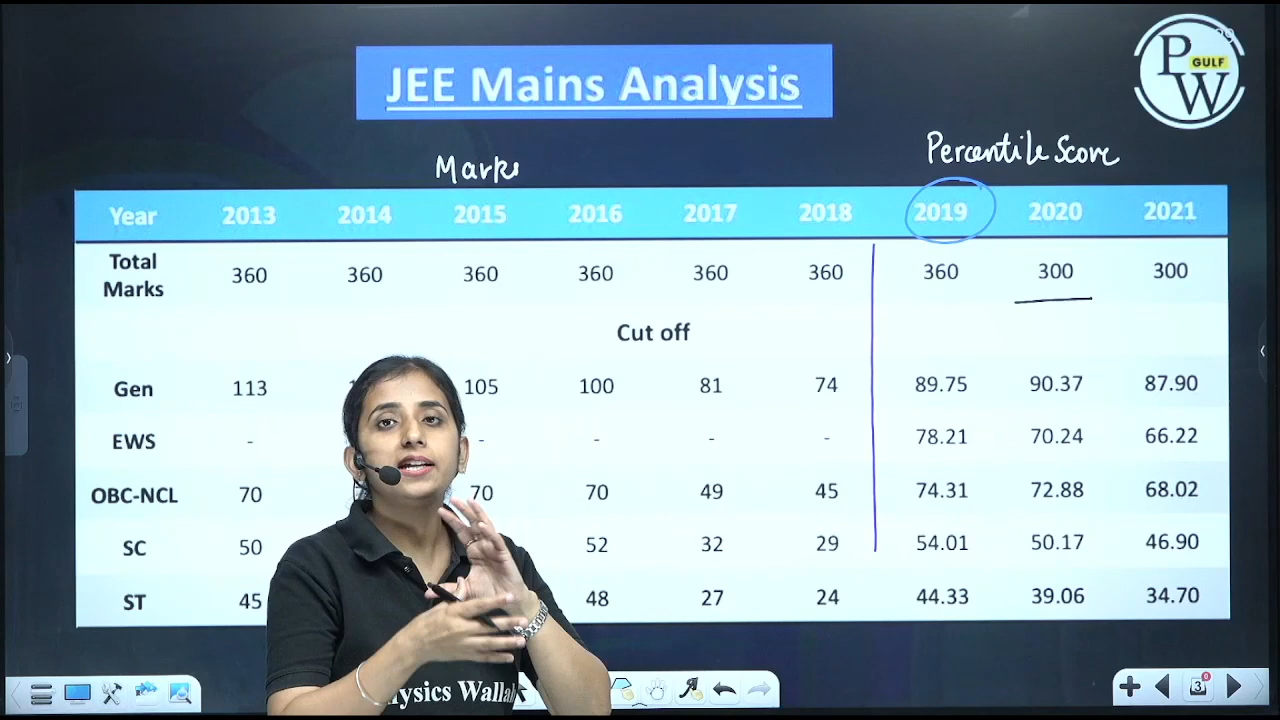 JEE Mains Analysis
P GULF W
Marks Percentile Score
Year 2013 2014 2015 2016 2017 2018 2019 2020 2021
Total Marks 360 360 360 360 360 360 360 300 300
Cut off
Gen 113 105 100 81 74 89.75 90.37 87.90
EWS - - - - - 78.21 70.24 66.22
OBC-NCL 70 70 70 49 45 74.31 72.88 68.02
SC 50 52 32 29 54.01 50.17 46.90
ST 45 48 27 24 44.33 39.06 34.70
3 0